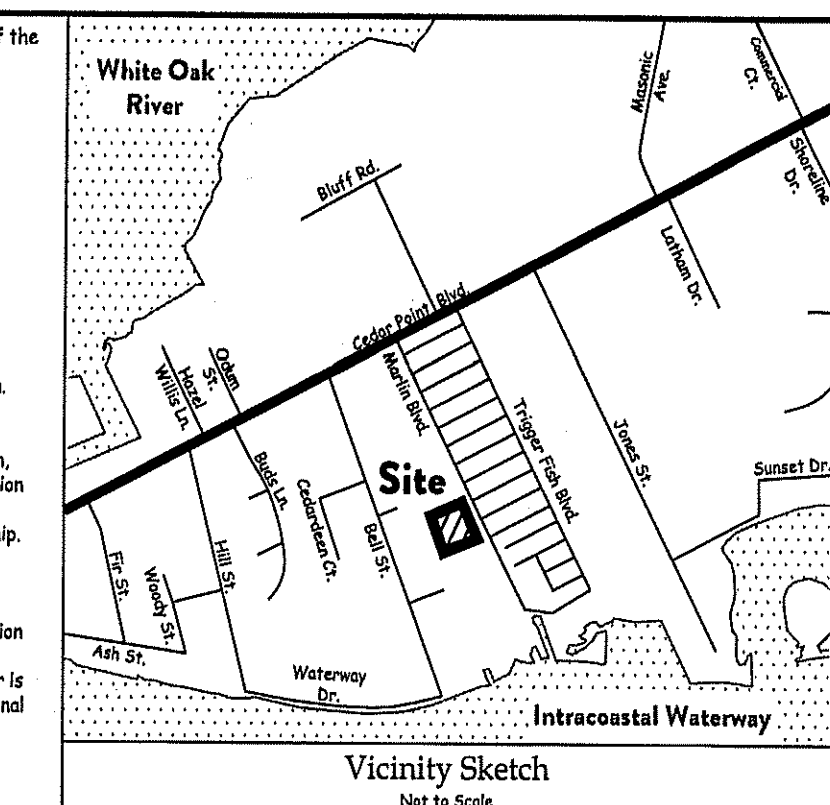 f the
n,
ion
ip.
ion
r is
nal
White Oak
River
Masonic
Ave.
Commercial
Ct.
Shoreline
Dr.
Bluff Rd.
Latham Dr.
Cedar Point Blvd.
Hazel
Willis Ln.
Odum
St.
Marlin Blvd.
Trigger Fish Blvd.
Jones St.
Sunset Dr.
Buds Ln.
Cedardeen Ct.
Site
Bell St.
Fir St.
Woody St.
Hill St.
Ash St.
Waterway
Dr.
Intracoastal Waterway
Vicinity Sketch
Not to Scale